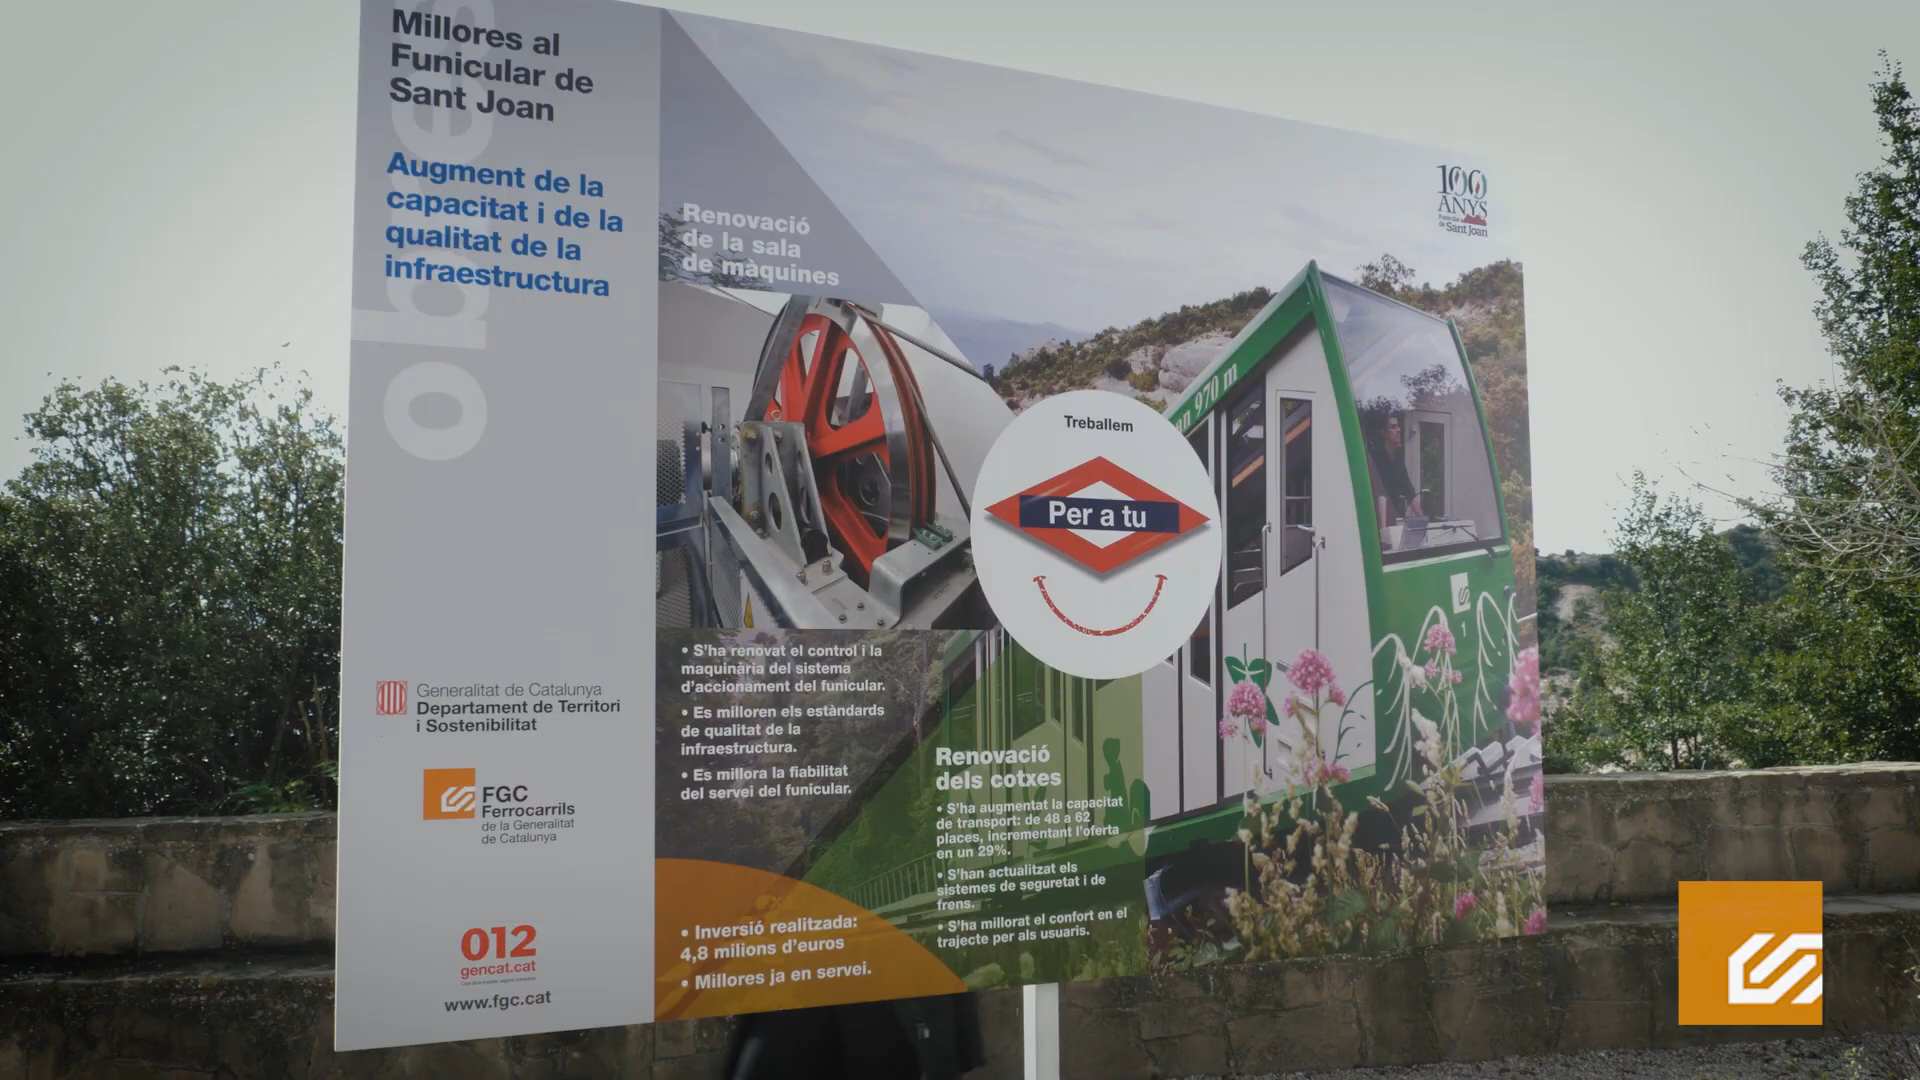 obres
Millores al
Funicular de
Sant Joan
Augment de la
capacitat i de la
qualitat de la
infraestructura
Generalitat de Catalunya
Departament de Territori
i Sostenibilitat
FGC
Ferrocarrils
de la Generalitat
de Catalunya
012
gencat.cat
www.fgc.cat
Renovació
de la sala
de màquines
• S'ha renovat el control i la
maquinària del sistema
d'accionament del funicular.
• Es milloren els estàndards
de qualitat de la
infraestructura.
• Es millora la fiabilitat
del servei del funicular.
• Inversió realitzada:
4,8 milions d'euros
• Millores ja en servei.
Treballem
Per a tu
Renovació
dels cotxes
• S'ha augmentat la capacitat
de transport: de 48 a 62
places, incrementant l'oferta
en un 29%.
• S'han actualitzat els
sistemes de seguretat i de
frens.
• S'ha millorat el confort en el
trajecte per als usuaris.
100
ANYS
Funicular
de Sant Joan
970 m
1